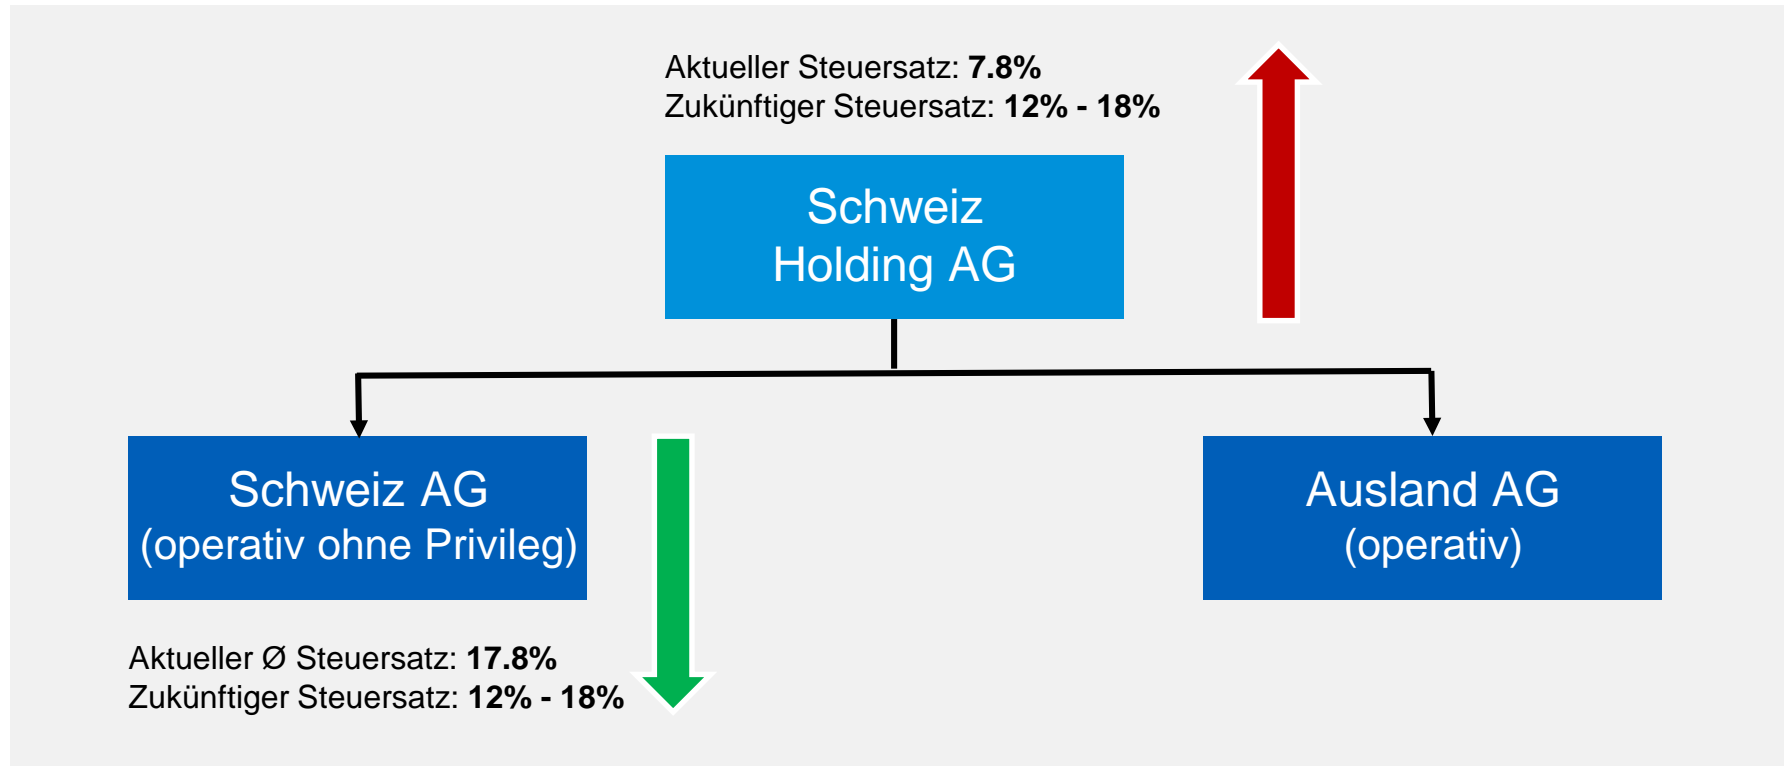 Aktueller Steuersatz: 7.8%
Zukünftiger Steuersatz: 12% - 18%
Schweiz
Holding AG
Schweiz AG
(operativ ohne Privileg)
Ausland AG
(operativ)
Aktueller Ø Steuersatz: 17.8%
Zukünftiger Steuersatz: 12% - 18%